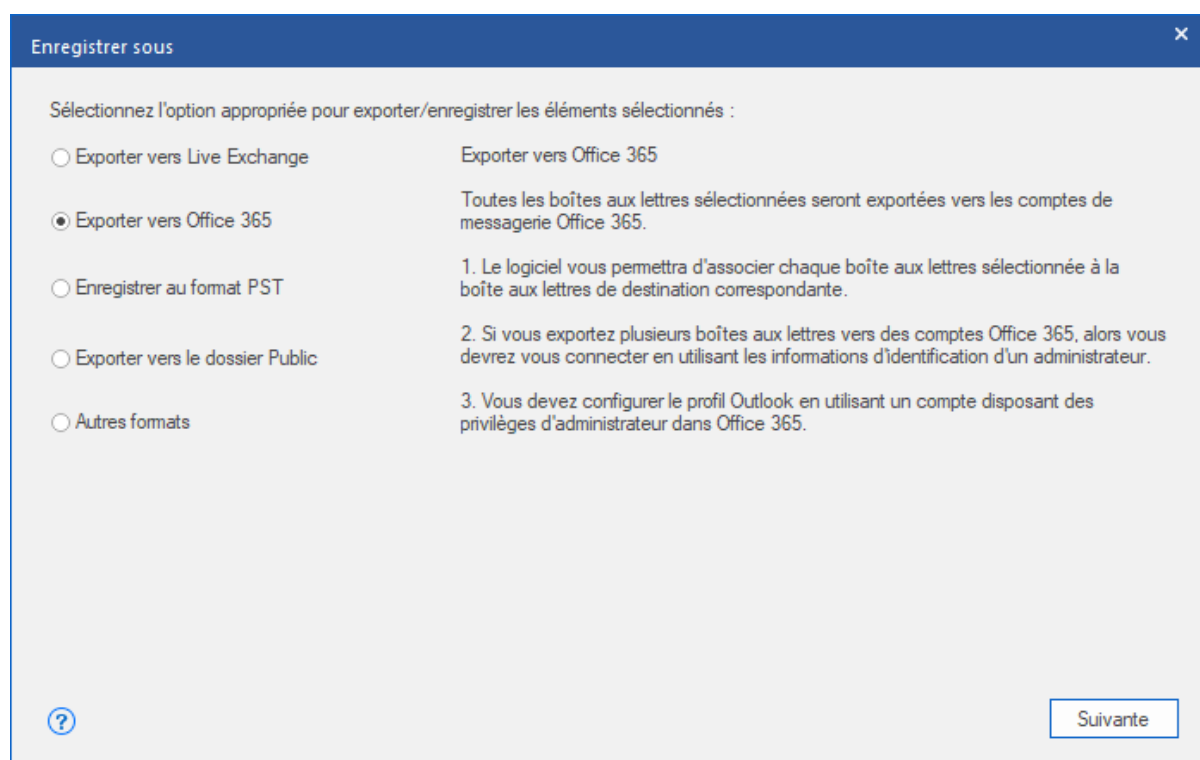 Enregistrer sous
Sélectionnez l'option appropriée pour exporter/enregistrer les éléments sélectionnés :
Exporter vers Live Exchange
Exporter vers Office 365
Enregistrer au format PST
Exporter vers le dossier Public
Autres formats
Exporter vers Office 365
Toutes les boîtes aux lettres sélectionnées seront exportées vers les comptes de
messagerie Office 365.
1. Le logiciel vous permettra d'associer chaque boîte aux lettres sélectionnée à la
boîte aux lettres de destination correspondante.
2. Si vous exportez plusieurs boîtes aux lettres vers des comptes Office 365, alors vous
devrez vous connecter en utilisant les informations d'identification d'un administrateur.
3. Vous devez configurer le profil Outlook en utilisant un compte disposant des
privilèges d'administrateur dans Office 365.
?
Suivante